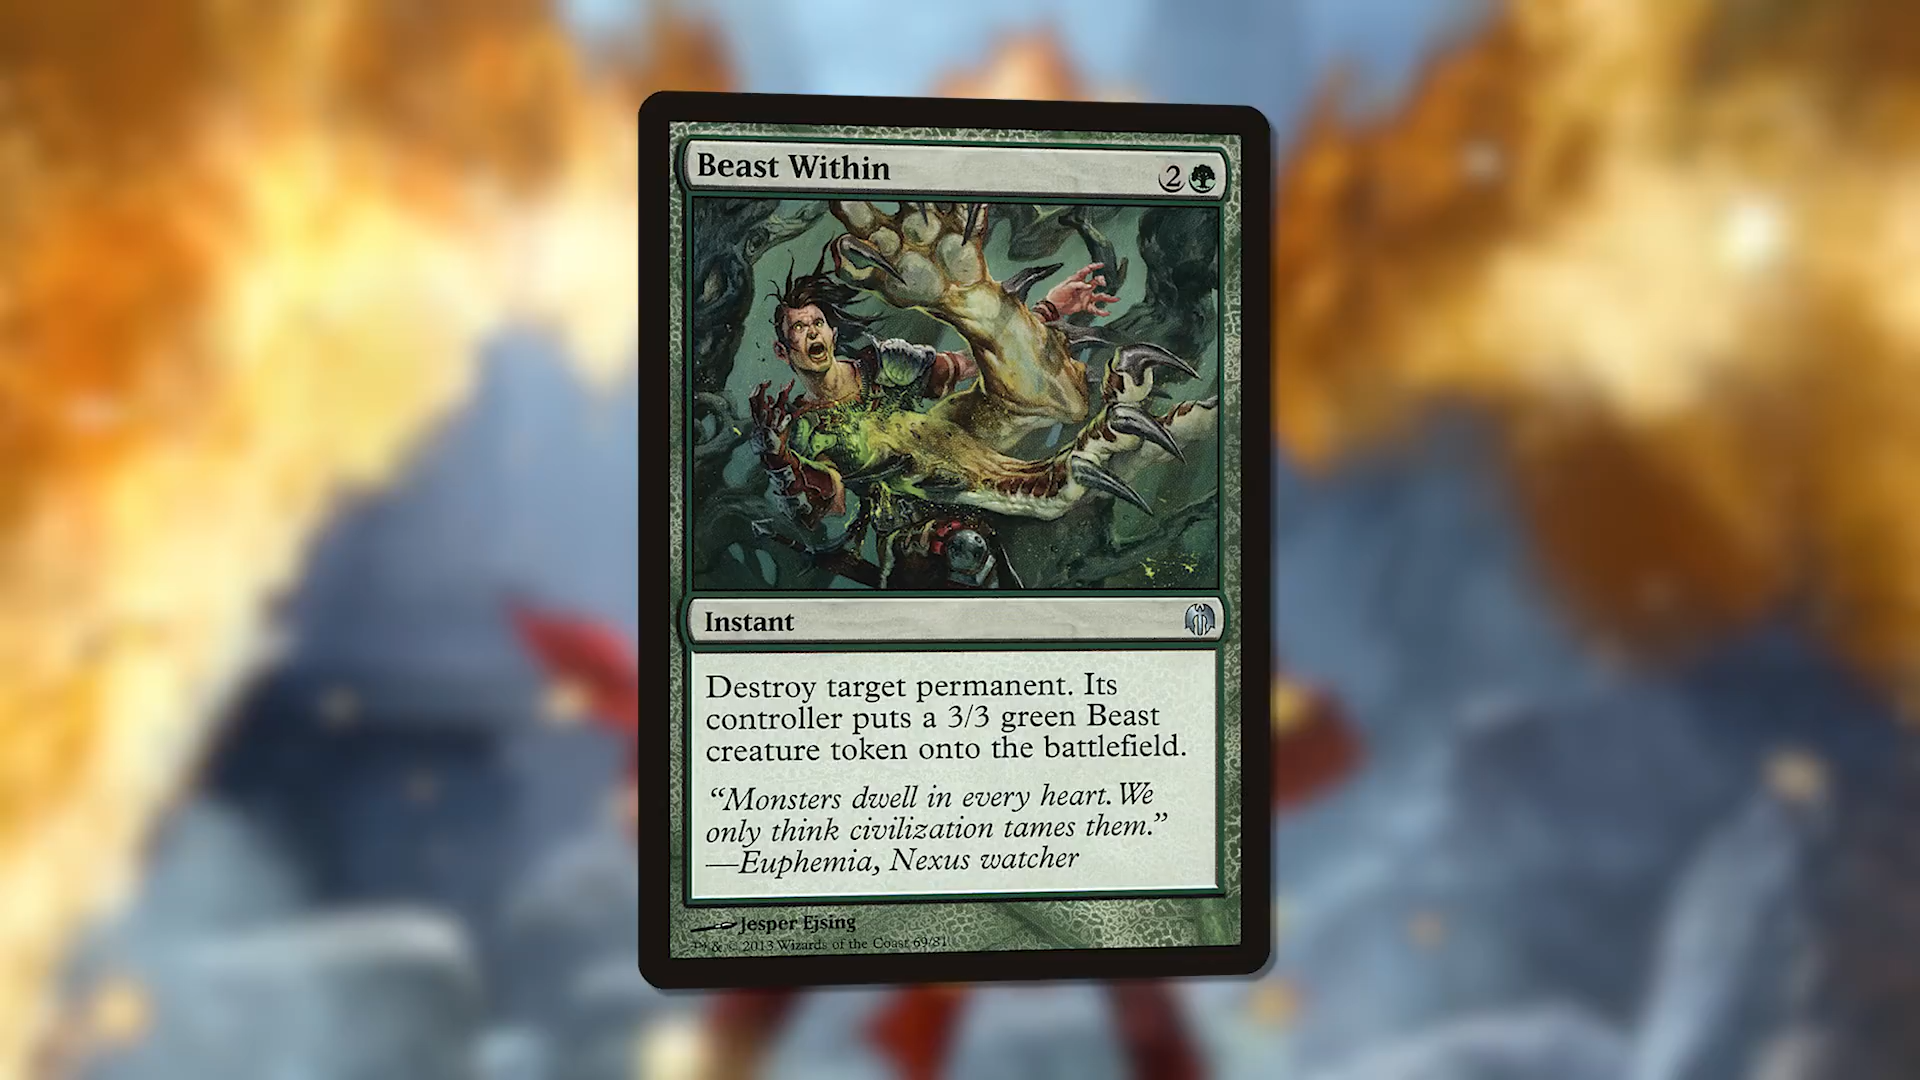 Beast Within
2
Instant
Destroy target permanent. Its
controller puts a 3/3 green Beast
creature token onto the battlefield.
“Monsters dwell in every heart. We
only think civilization tames them.”
—Euphemia, Nexus watcher
Jesper Ejsing
™ & © 2013 Wizards of the Coast 69/81